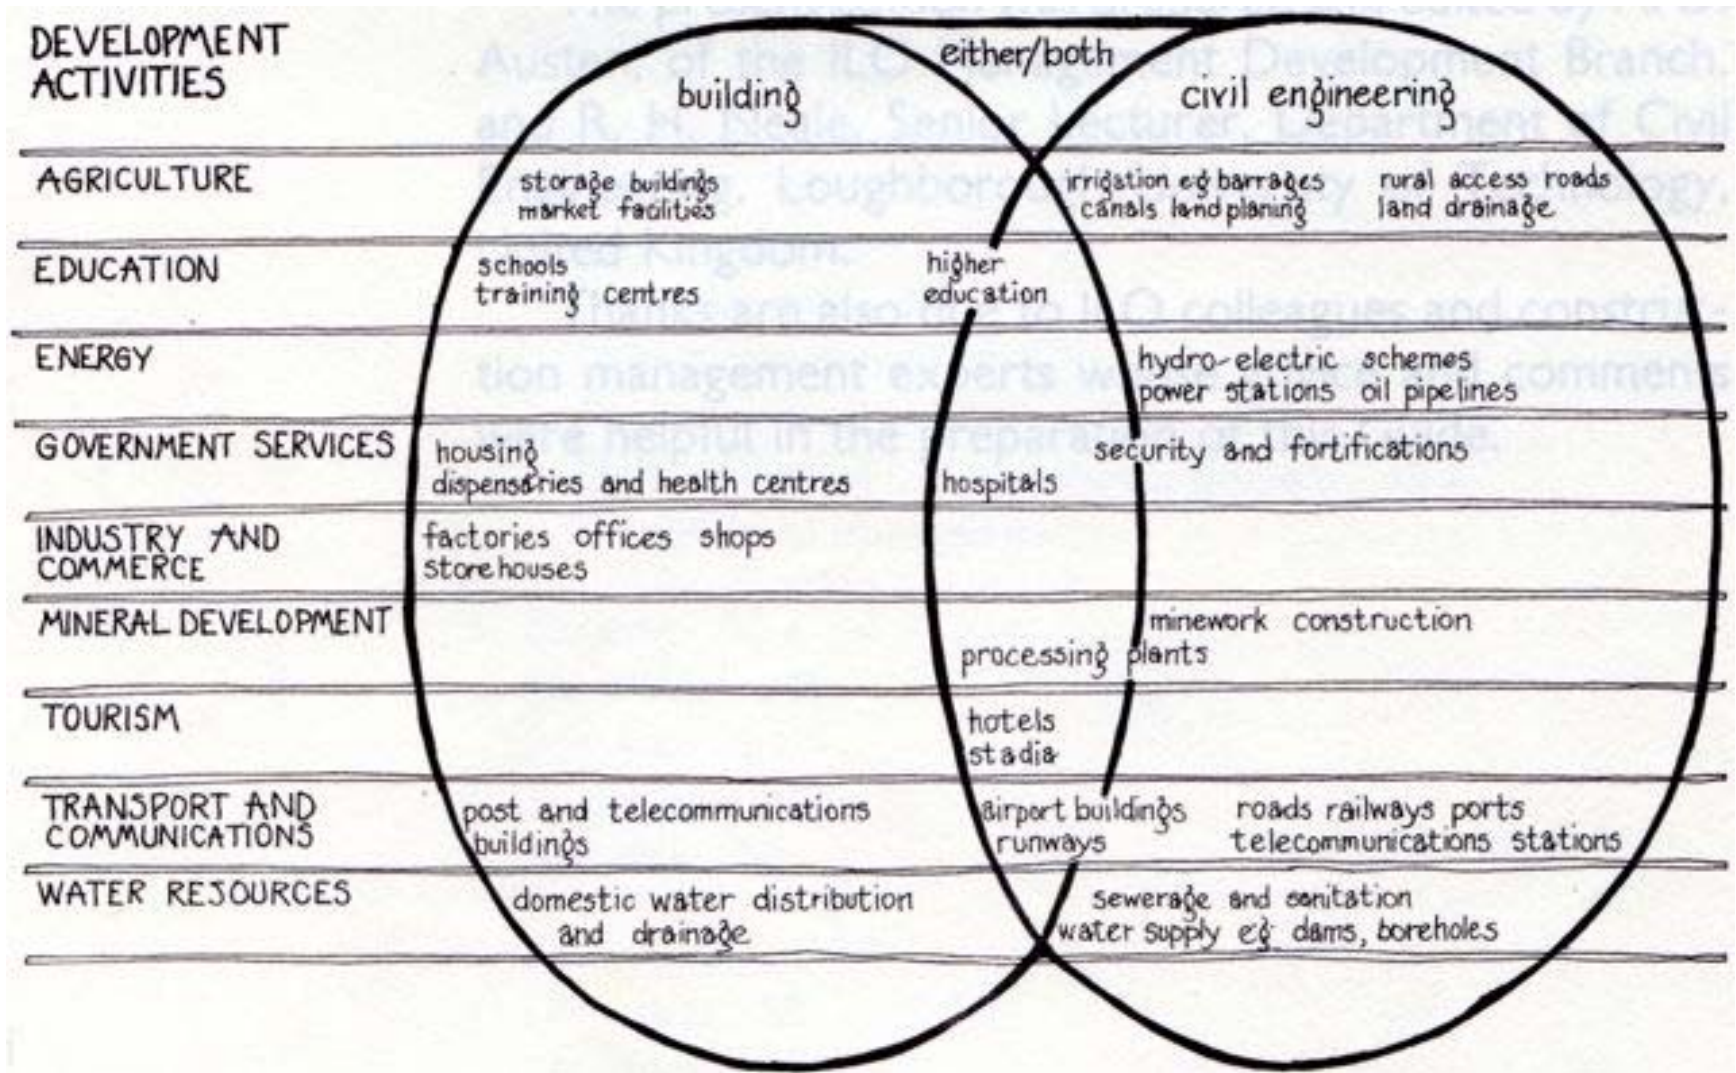 DEVELOPMENT
ACTIVITIES
either/both
building
civil engineering
AGRICULTURE
storage buildings
market facilities
irrigation eg barrages
canals land planing
rural access roads
land drainage
EDUCATION
schools
training centres
higher
education
ENERGY
hydro-electric schemes
power stations oil pipelines
GOVERNMENT SERVICES
housing
dispensaries and health centres
hospitals
security and fortifications
INDUSTRY AND
COMMERCE
factories offices shops
storehouses
MINERAL DEVELOPMENT
minework construction
processing plants
TOURISM
hotels
stadia
TRANSPORT AND
COMMUNICATIONS
post and telecommunications
buildings
airport buildings
runways
roads railways ports
telecommunications stations
WATER RESOURCES
domestic water distribution
and drainage
sewerage and sanitation
water supply eg dams, boreholes